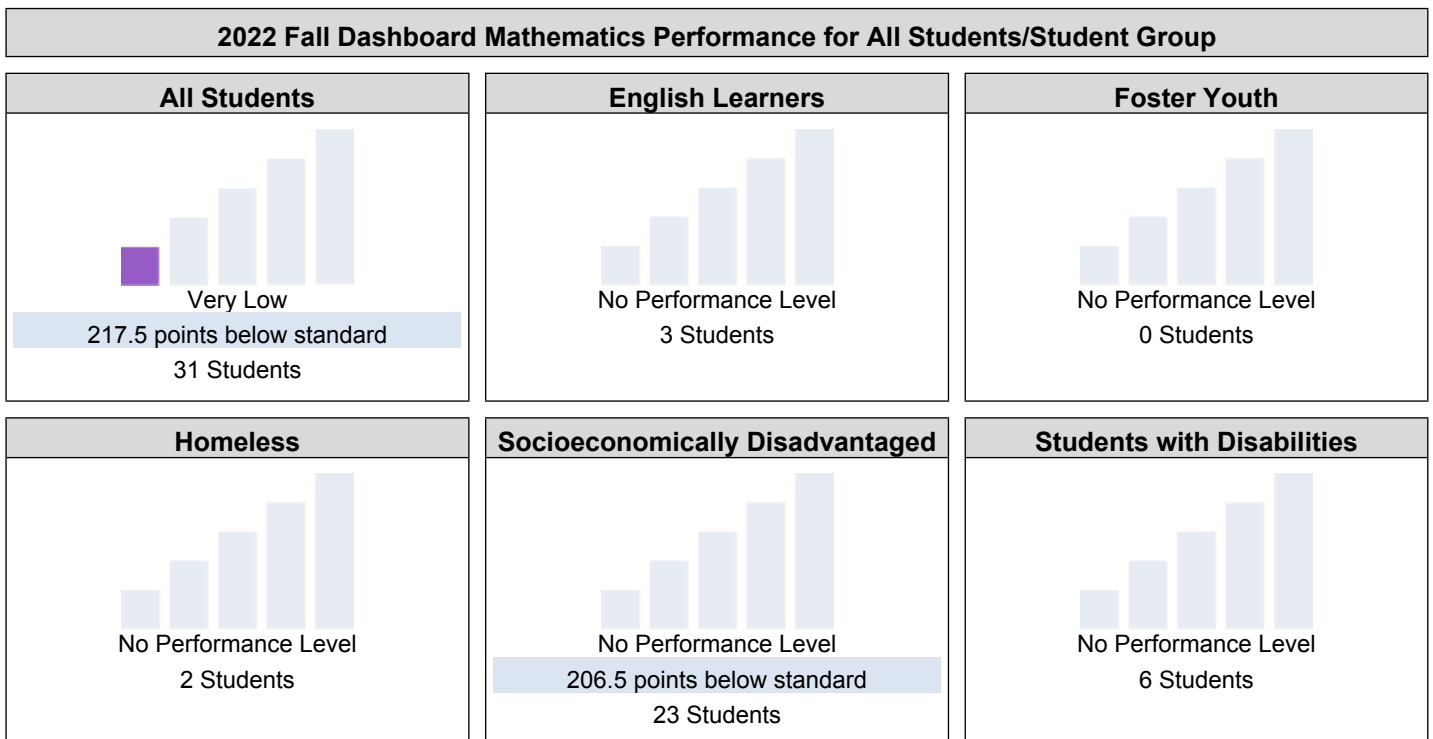 2022 Fall Dashboard Mathematics Performance for All Students/Student Group
All Students
Very Low
217.5 points below standard
31 Students
English Learners
No Performance Level
3 Students
Foster Youth
No Performance Level
0 Students
Homeless
No Performance Level
2 Students
Socioeconomically Disadvantaged
No Performance Level
206.5 points below standard
23 Students
Students with Disabilities
No Performance Level
6 Students